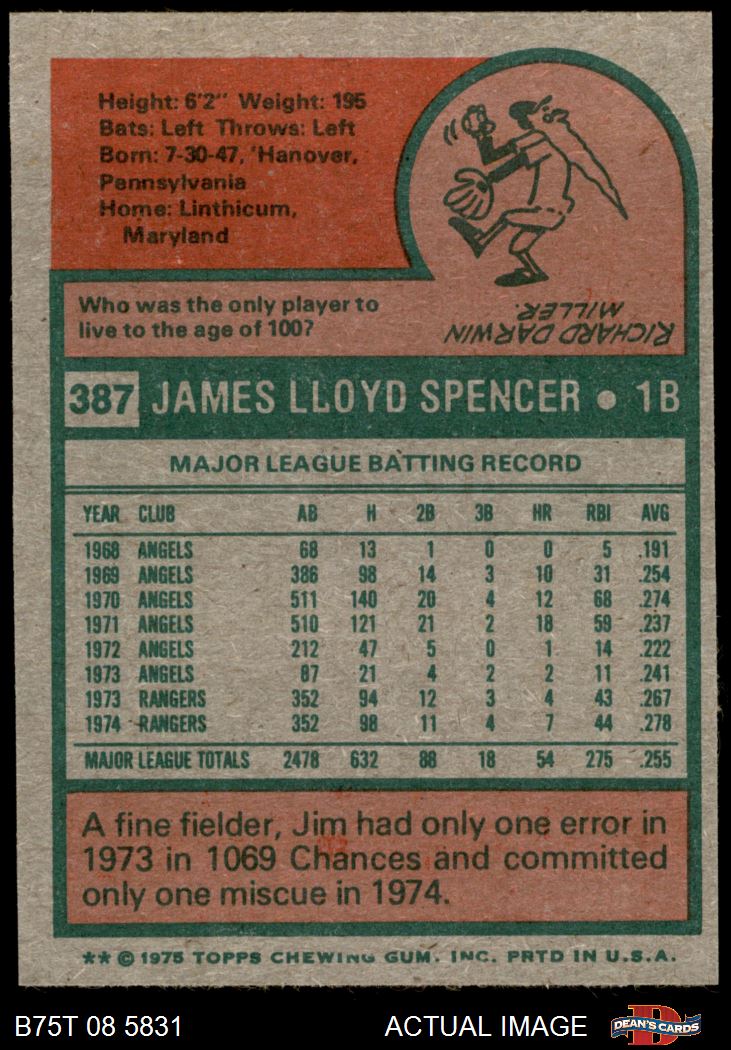 Height: 6'2" Weight: 195
Bats: Left Throws: Left
Born: 7-30-47, 'Hanover,
Pennsylvania
Home: Linthicum,
Maryland
Who was the only player to
live to the age of 100?
RICHARD DARWIN
MILLER.
387 JAMES LLOYD SPENCER • 1B
MAJOR LEAGUE BATTING RECORD
YEAR CLUB AB H 2B 3B HR RBI AVG
1968 ANGELS 68 13 1 0 0 5 .191
1969 ANGELS 386 98 14 3 10 31 .254
1970 ANGELS 511 140 20 4 12 68 .274
1971 ANGELS 510 121 21 2 18 59 .237
1972 ANGELS 212 47 5 0 1 14 .222
1973 ANGELS 87 21 4 2 2 11 .241
1973 RANGERS 352 94 12 3 4 43 .267
1974 RANGERS 352 98 11 4 7 44 .278
MAJOR LEAGUE TOTALS 2478 632 88 18 54 275 .255
A fine fielder, Jim had only one error in
1973 in 1069 Chances and committed
only one miscue in 1974.
** © 1975 TOPPS CHEWING GUM. INC. PRTD IN U.S.A.
B75T 08 5831 ACTUAL IMAGE D DEAN'S CARDS